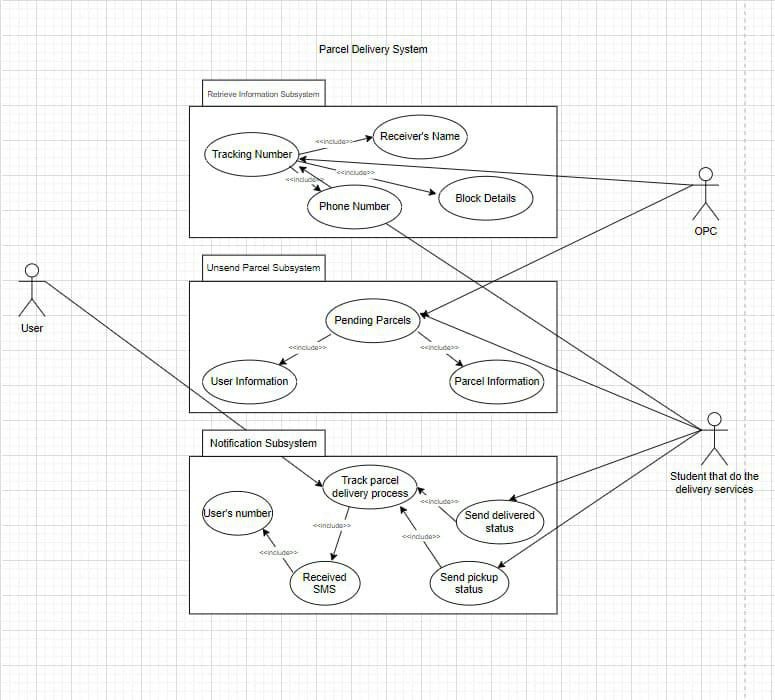 Parcel Delivery System
Retrieve Information Subsystem
<<include>>
Receiver's Name
Tracking Number
<<include>>
<<include>>
Block Details
Phone Number
OPC
Unsend Parcel Subsystem
Pending Parcels
User
<<include>>
<<include>>
User Information
Parcel Information
Notification Subsystem
Track parcel
delivery process
Student that do the
delivery services
<<include>>
User's number
Send delivered
status
<<include>>
<<include>>
<<include>>
Received
SMS
Send pickup
status